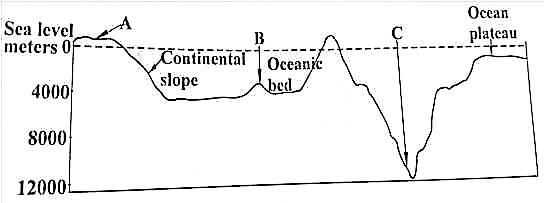 Sea level
meters 0
4000
8000
12000
A
Continental
slope
B
Oceanic
bed
C
Ocean
plateau